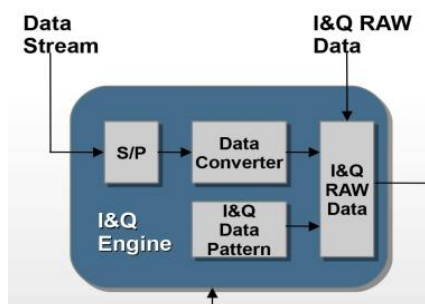 Data
Stream
I&Q RAW
Data
S/P
Data
Converter
I&Q
RAW
Data
I&Q
Data
Pattern
I&Q
Engine